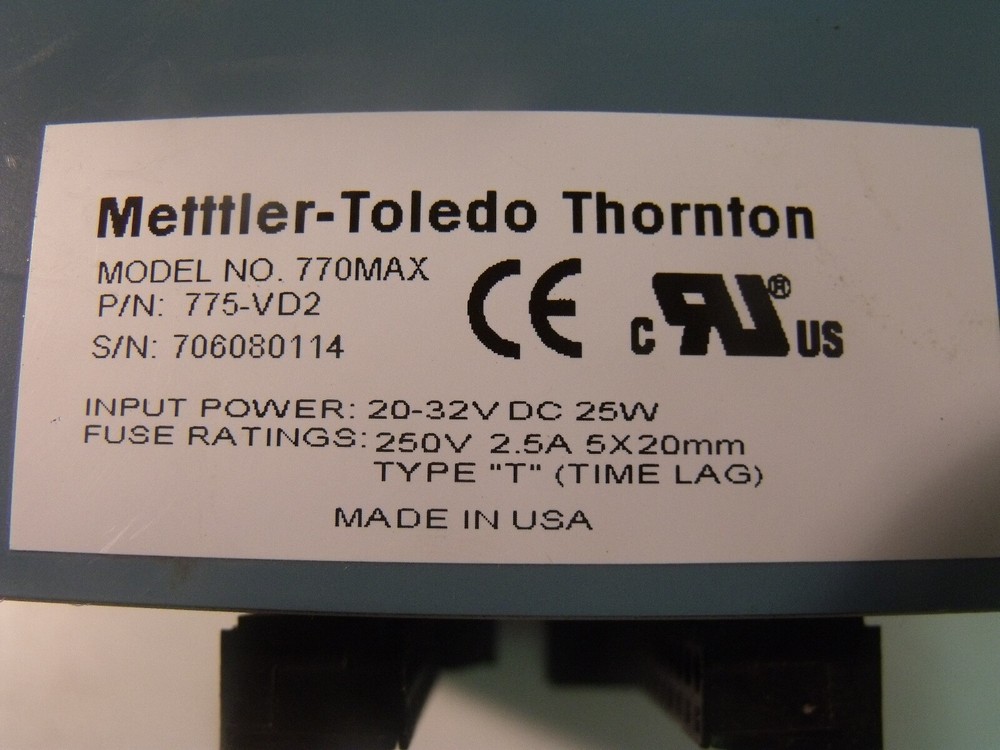 Metttler-Toledo Thornton
MODEL NO. 770MAX
P/N: 775-VD2
S/N: 706080114
CE
C RU ® US
INPUT POWER: 20-32V DC 25W
FUSE RATINGS: 250V 2.5A 5X20mm
TYPE "T" (TIME LAG)
MADE IN USA